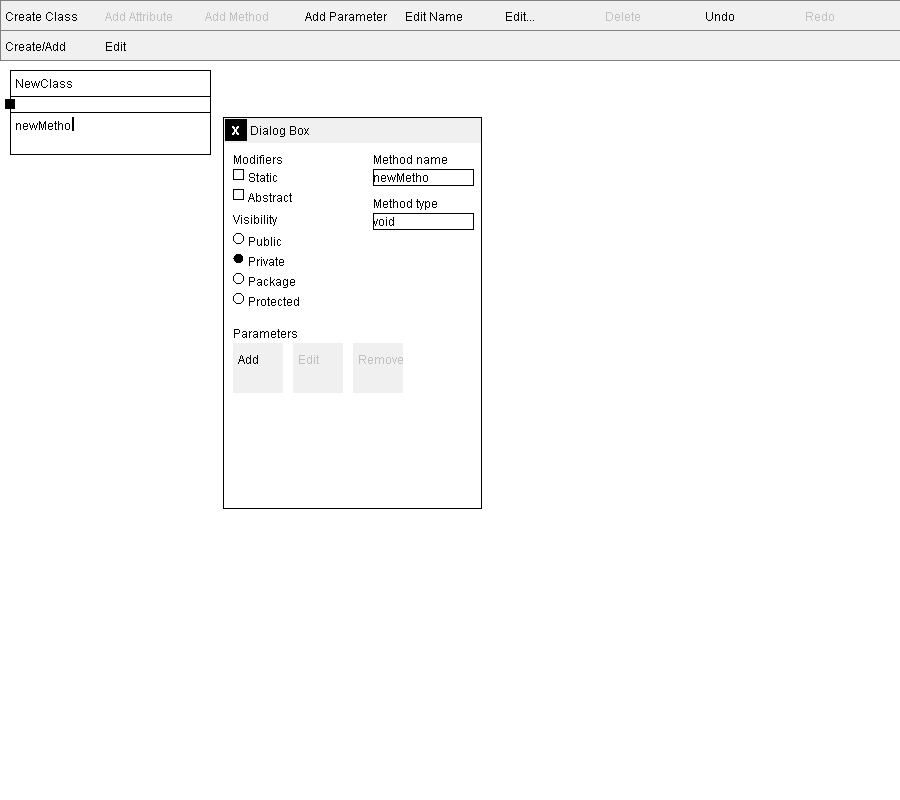 Create Class Add Attribute Add Method Add Parameter Edit Name Edit... Delete Undo Redo
Create/Add Edit
NewClass
newMetho
X Dialog Box
Modifiers
Static
Abstract
Visibility
Public
Private
Package
Protected
Method name
newMetho
Method type
void
Parameters
Add Edit Remove